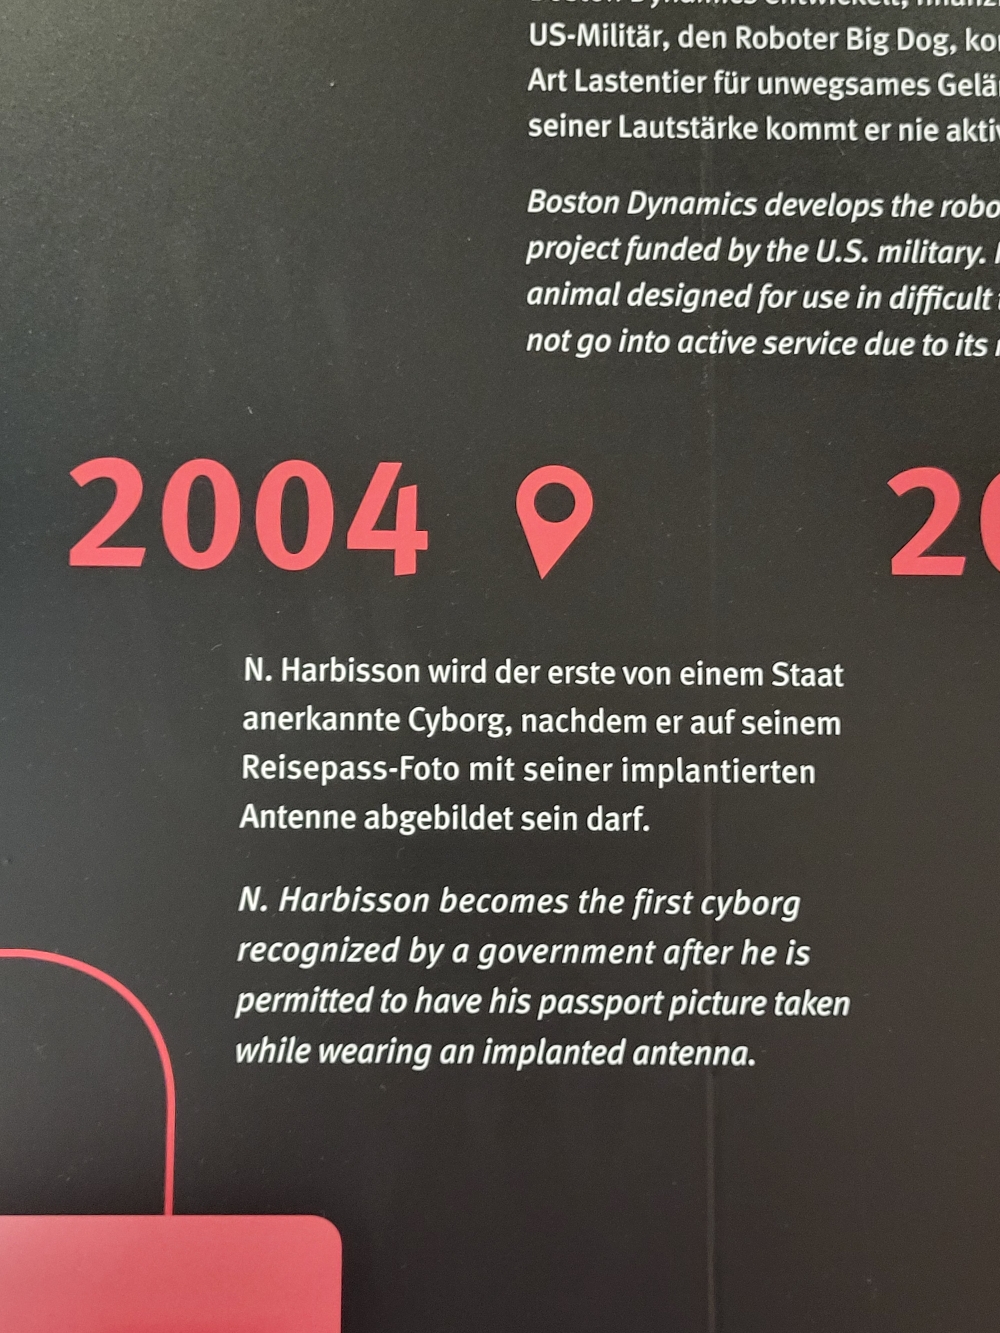 US-Militär, den Roboter Big Dog,
Art Lastentier für unwegsames
seiner Lautstärke kommt er nie
Boston Dynamics develops the
project funded by the U.S. military.
animal designed for use in difficult
not go into active service due to its
2004
N. Harbisson wird der erste von einem Staat
anerkannte Cyborg, nachdem er auf seinem
Reisepass-Foto mit seiner implantierten
Antenne abgebildet sein darf.
N. Harbisson becomes the first cyborg
recognized by a government after he is
permitted to have his passport picture taken
while wearing an implanted antenna.